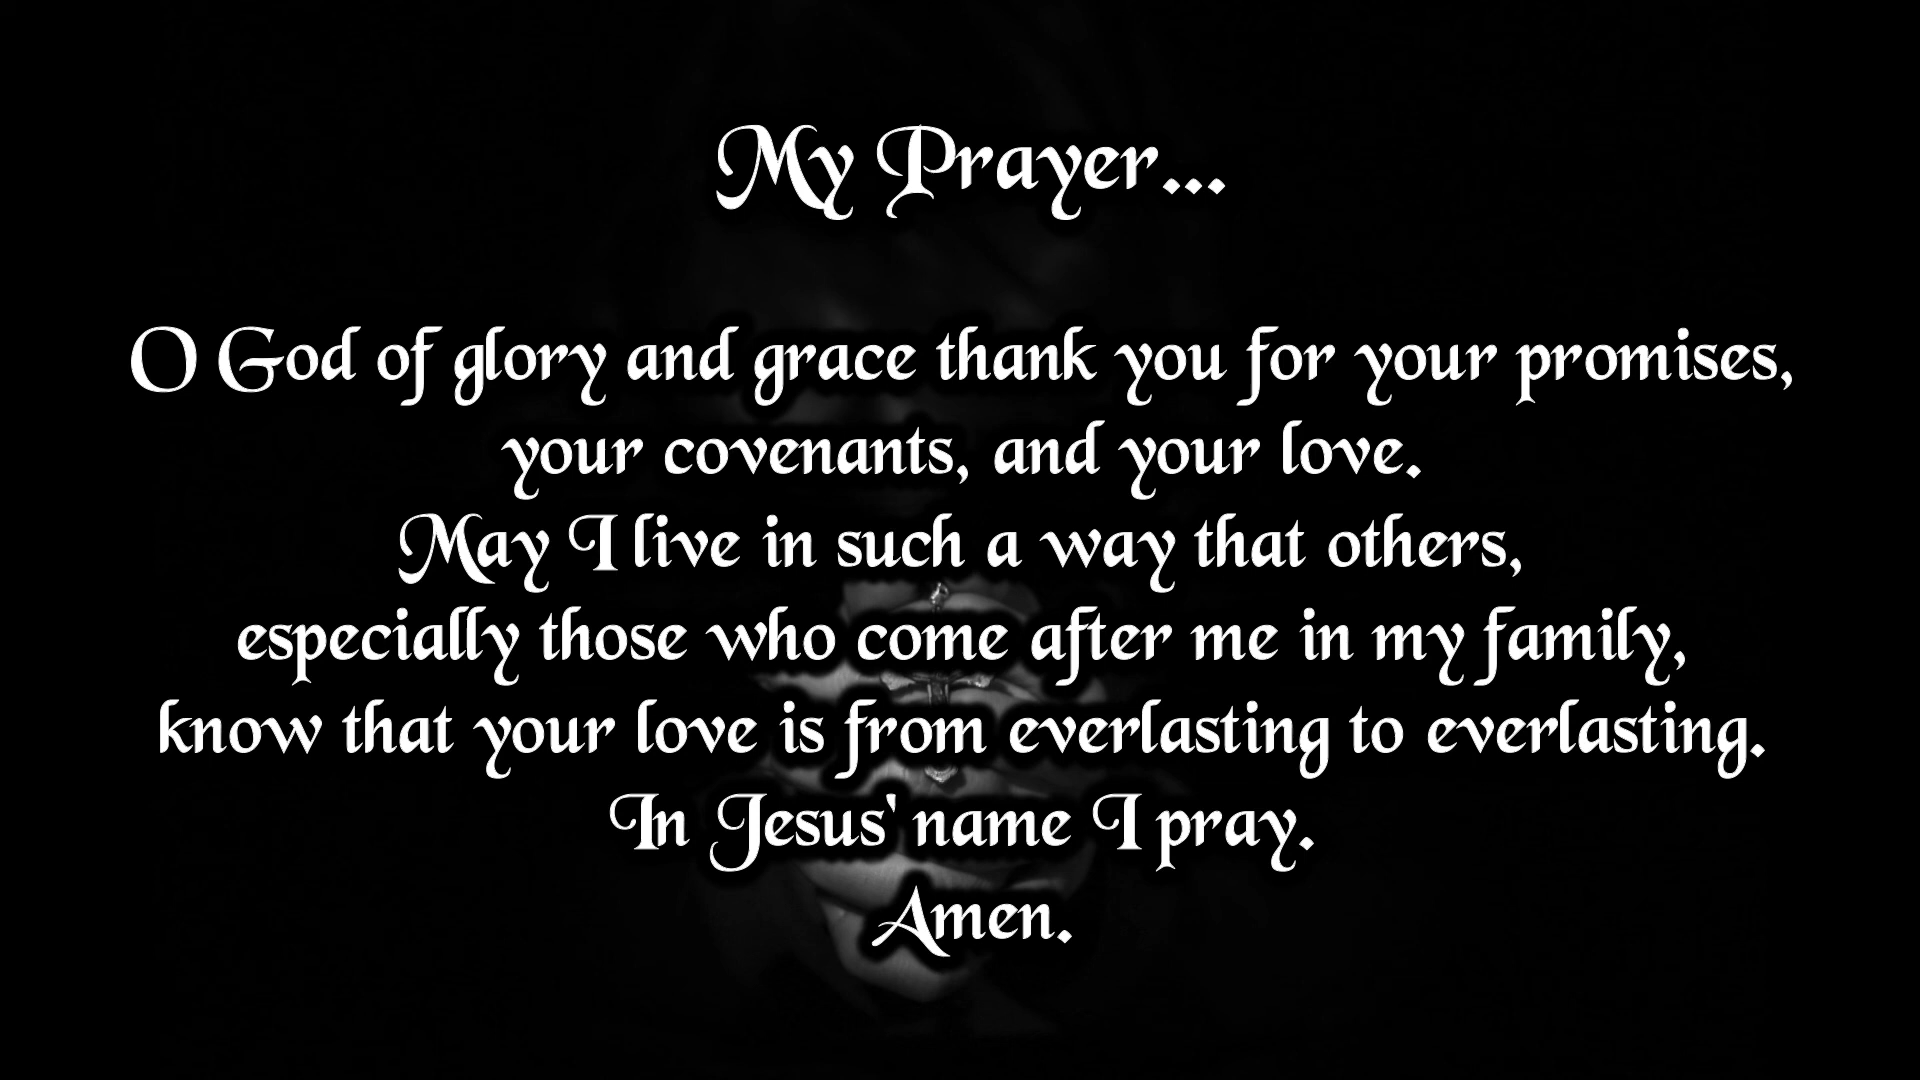 My Prayer...
O God of glory and grace thank you for your promises,
your covenants, and your love.
May I live in such a way that others,
especially those who come after me in my family,
know that your love is from everlasting to everlasting.
In Jesus' name I pray.
Amen.